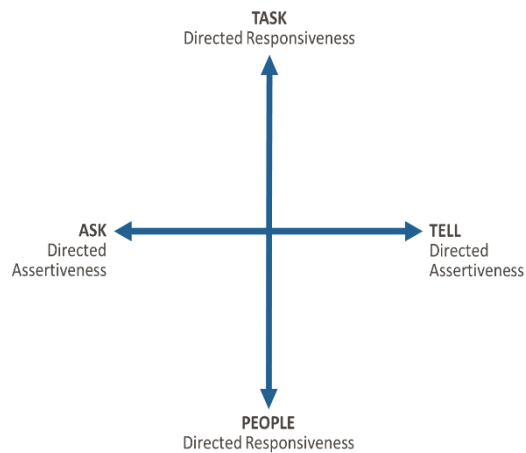 TASK
Directed Responsiveness
ASK
Directed
Assertiveness
TELL
Directed
Assertiveness
PEOPLE
Directed Responsiveness